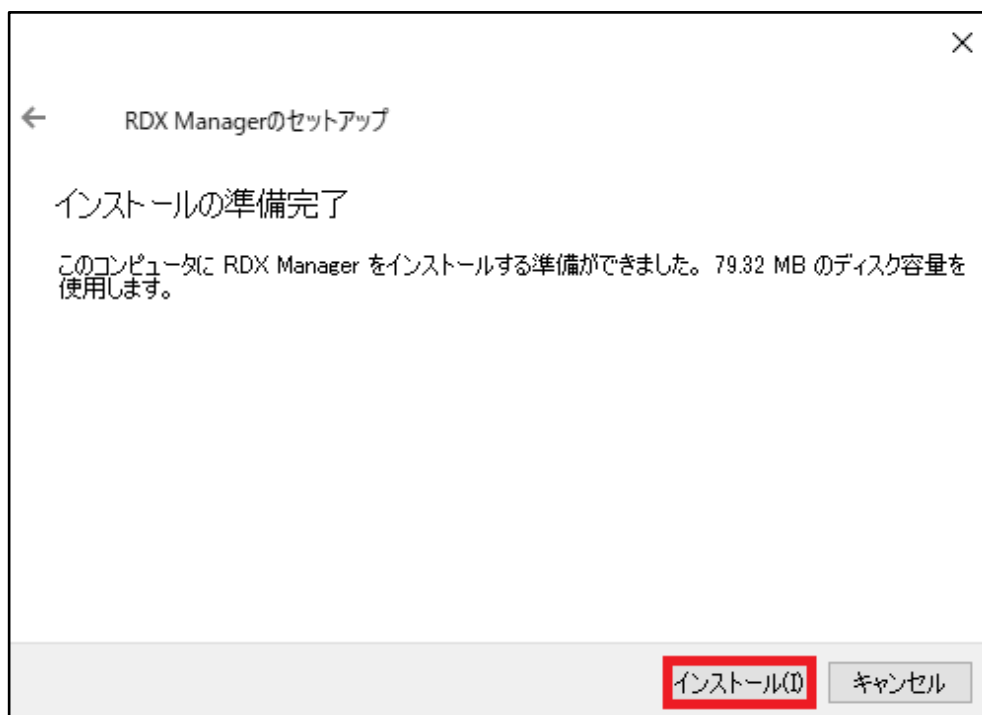 RDX Managerのセットアップ
インストールの準備完了
このコンピュータに RDX Manager をインストールする準備ができました。 79.32 MB のディスク容量を
使用します。
インストール(I)
キャンセル